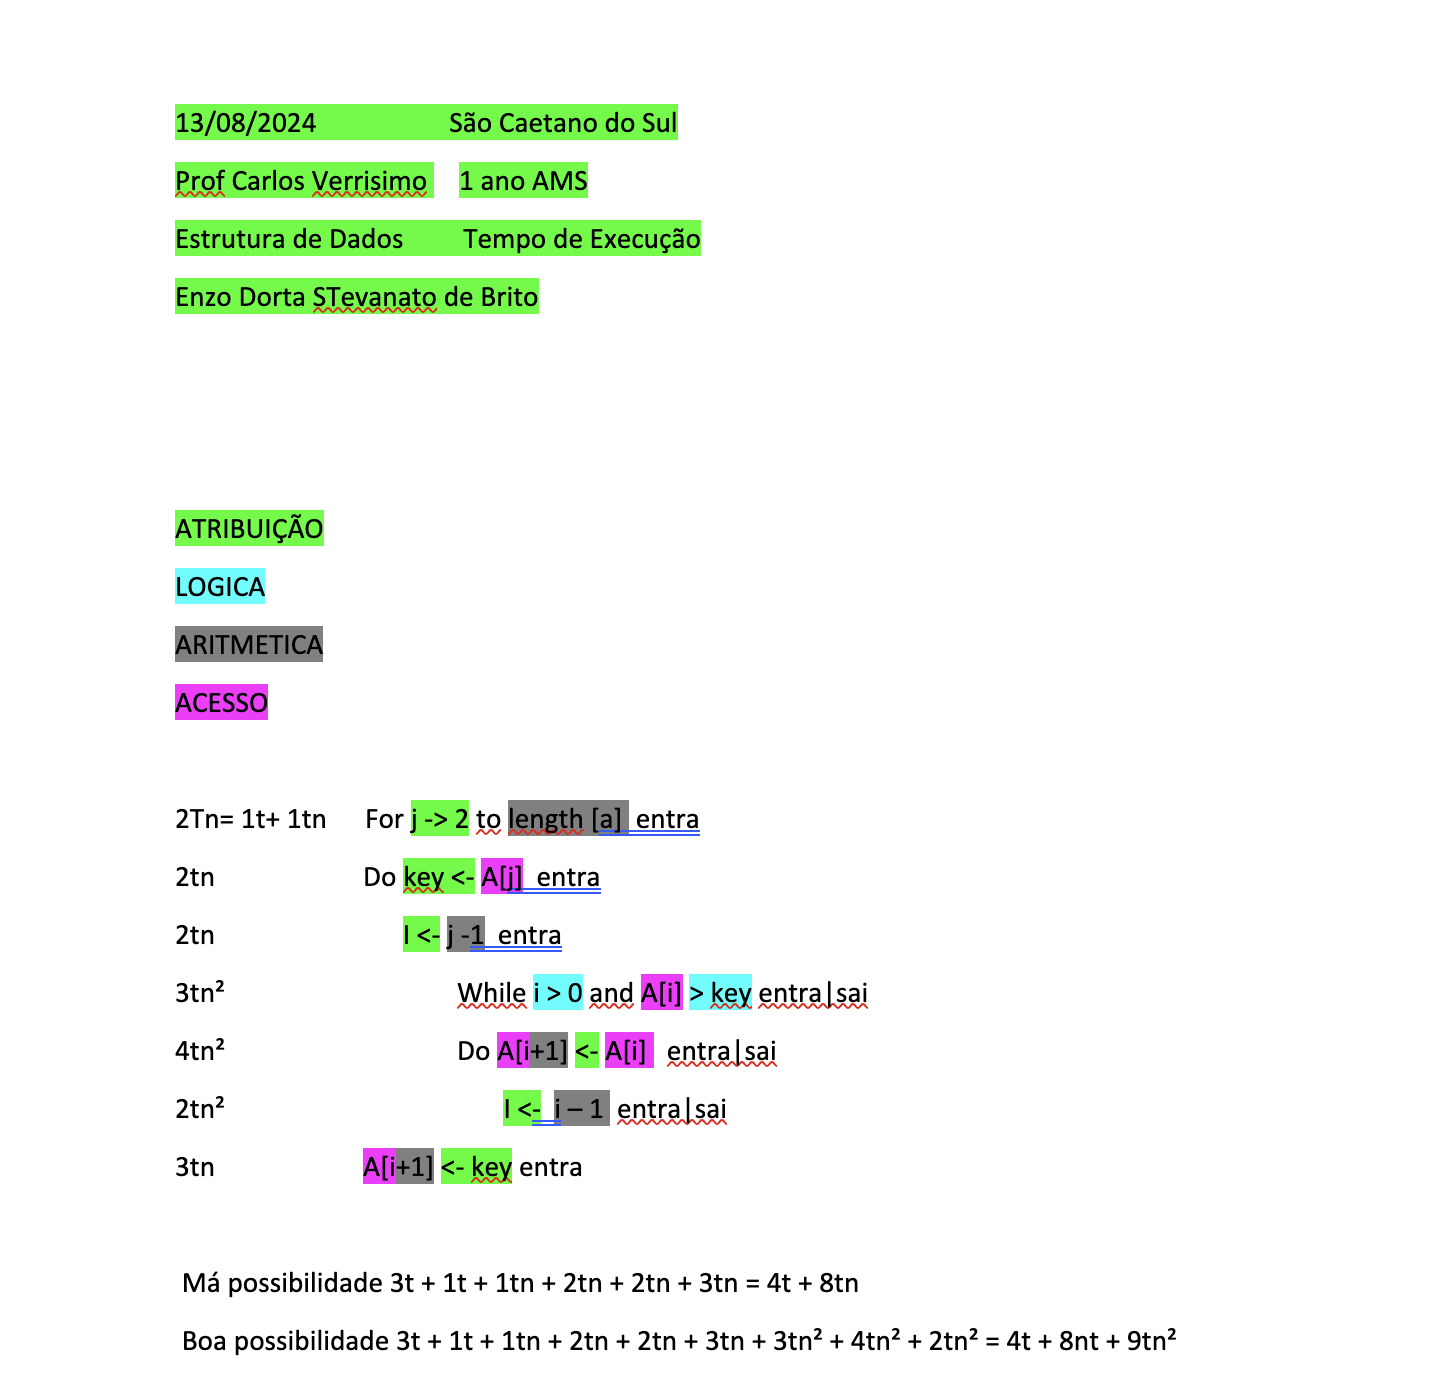 13/08/2024 São Caetano do Sul
Prof Carlos Verrisimo 1 ano AMS
Estrutura de Dados Tempo de Execução
Enzo Dorta STevanato de Brito
ATRIBUIÇÃO
LOGICA
ARITMETICA
ACESSO
2Tn= 1t+ 1tn For j -> 2 to length [a] entra
2tn Do key <- A[j] entra
2tn I <- j -1 entra
3tn² While i > 0 and A[i] > key entra|sai
4tn² Do A[i+1] <- A[i] entra|sai
2tn² I <- i – 1 entra|sai
3tn A[i+1] <- key entra
Má possibilidade 3t + 1t + 1tn + 2tn + 2tn + 3tn = 4t + 8tn
Boa possibilidade 3t + 1t + 1tn + 2tn + 2tn + 3tn + 3tn² + 4tn² + 2tn² = 4t + 8nt + 9tn²